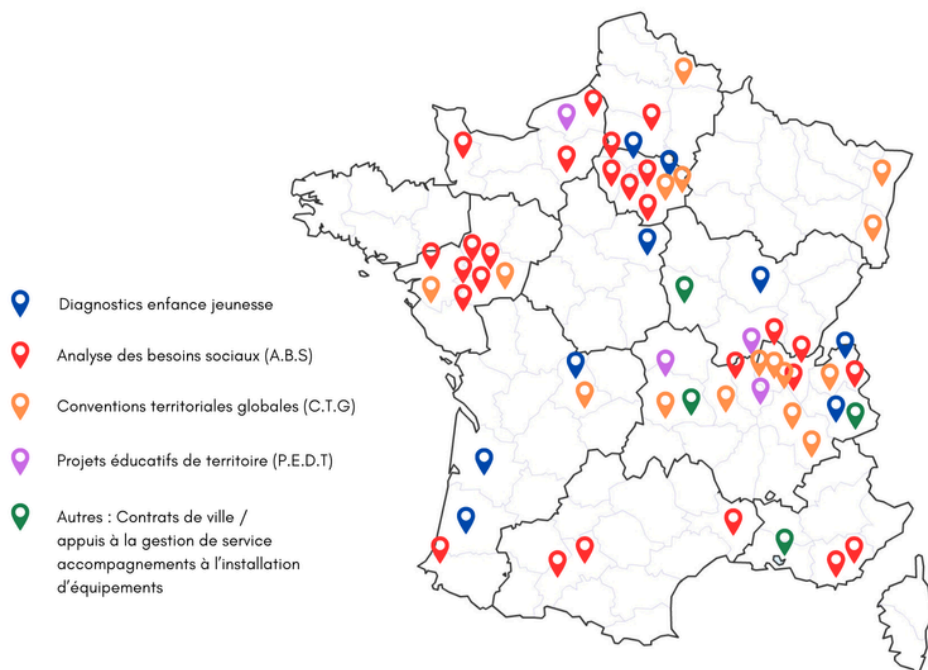 Diagnostics enfance jeunesse
Analyse des besoins sociaux (A.B.S)
Conventions territoriales globales (C.T.G)
Projets éducatifs de territoire (P.E.D.T)
Autres : Contrats de ville /
appuis à la gestion de service
accompagnements à l'installation
d'équipements